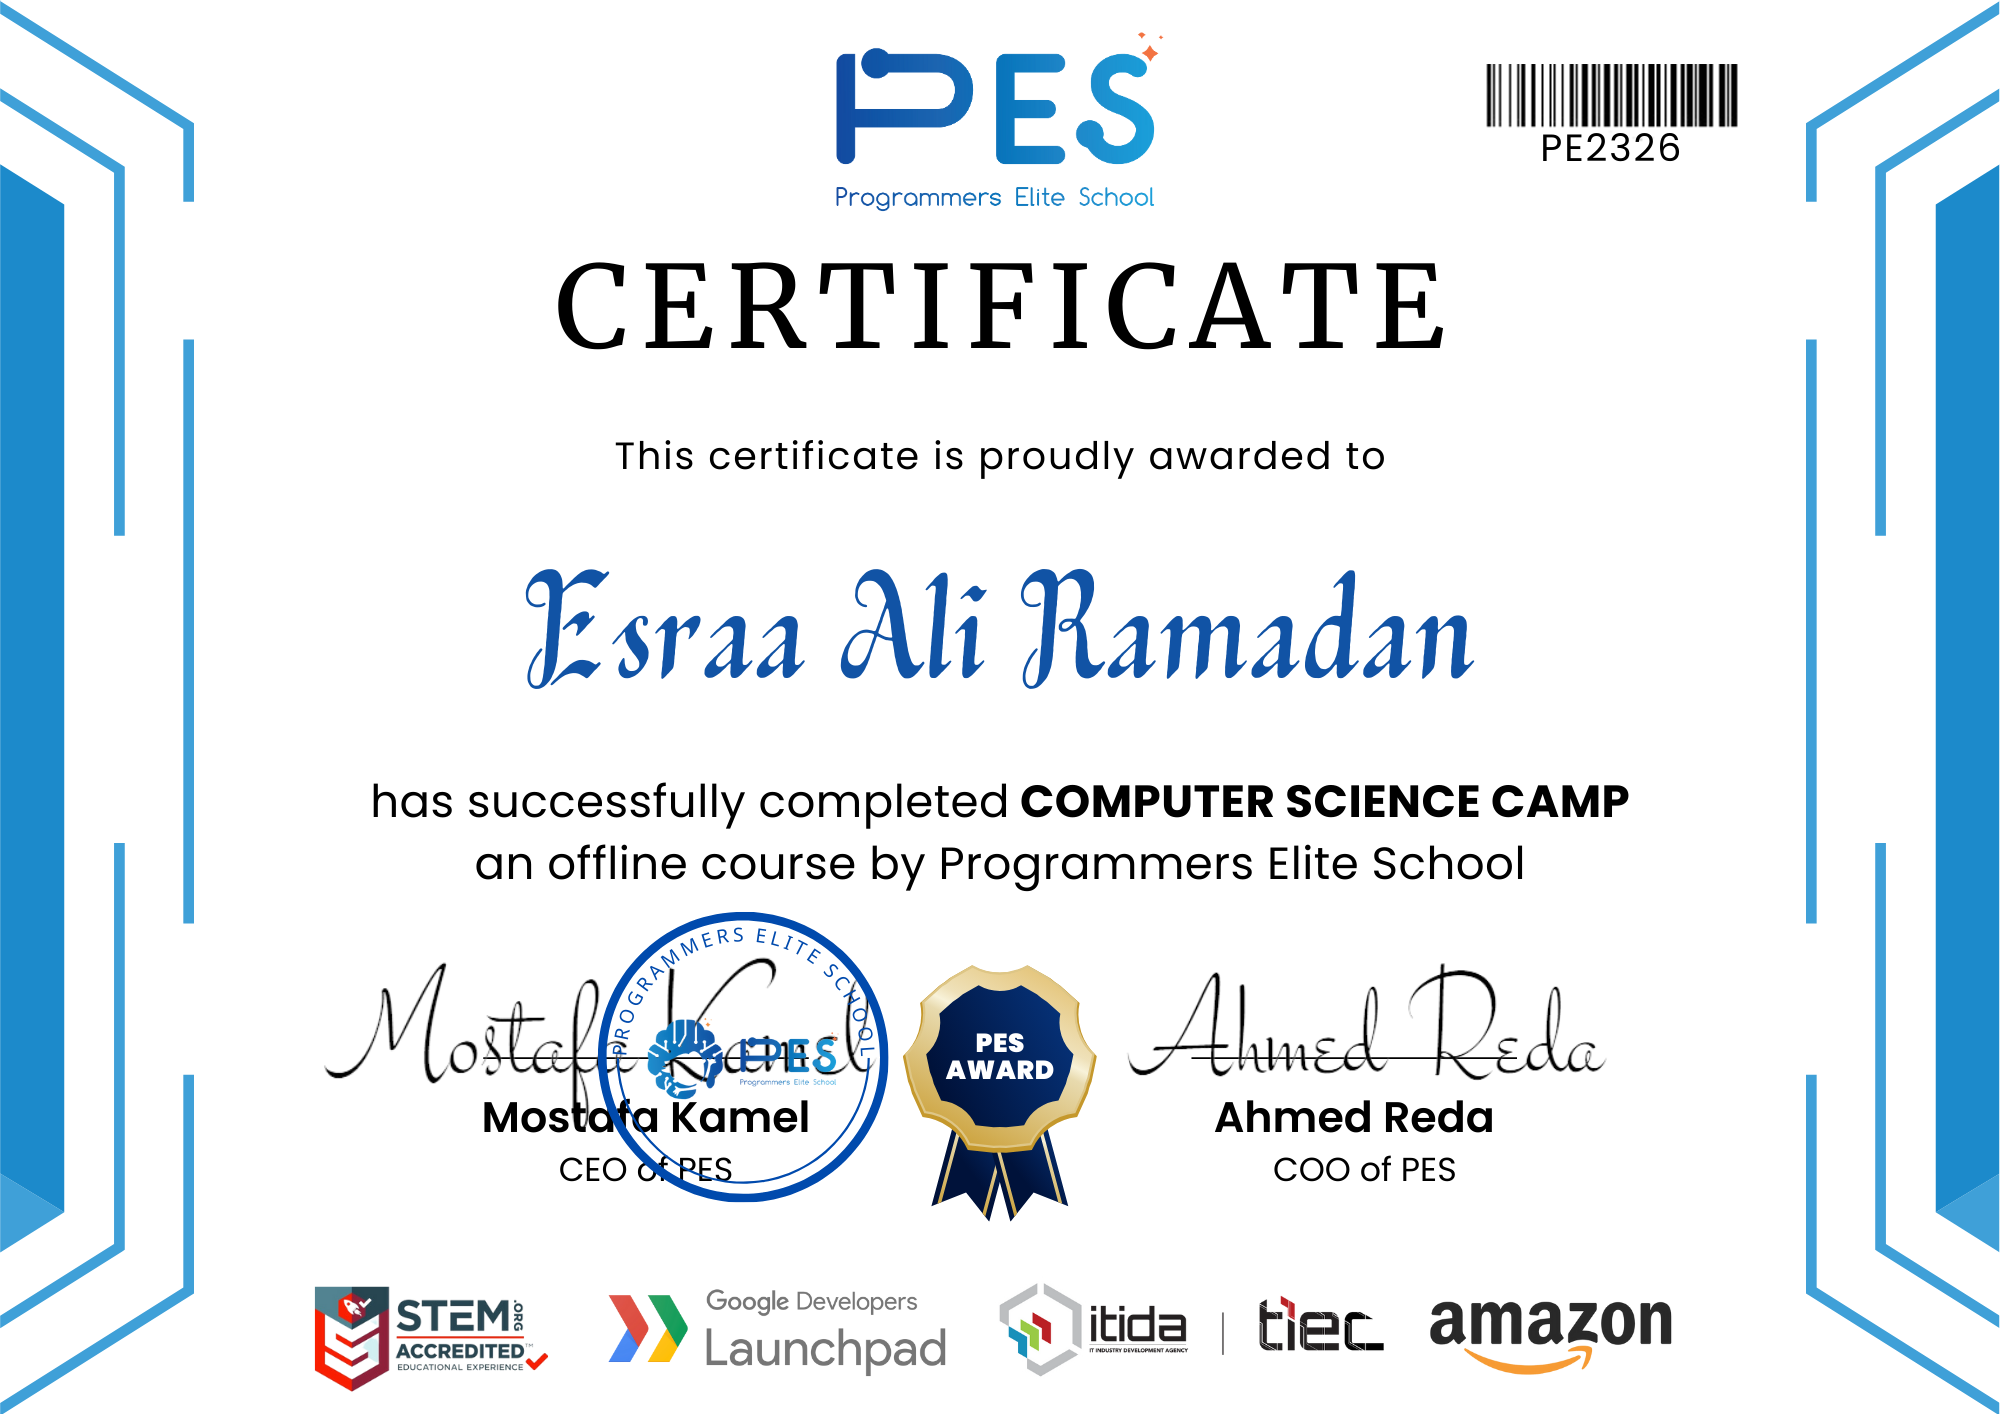 PES
Programmers Elite School
PE2326
CERTIFICATE
This certificate is proudly awarded to
Esraa Ali Ramadan
has successfully completed COMPUTER SCIENCE CAMP
an offline course by Programmers Elite School
Mostafa Kamel
PROGRAMMERS ELITE SCHOOL
PES
Programmers Elite School
PES
AWARD
Ahmed Reda
Mostafa Kamel
Ahmed Reda
CEO of PES
COO of PES
STEM.ORG
ACCREDITED™
EDUCATIONAL EXPERIENCE
Google Developers
Launchpad
itida
IT INDUSTRY DEVELOPMENT AGENCY
tiec
amazon